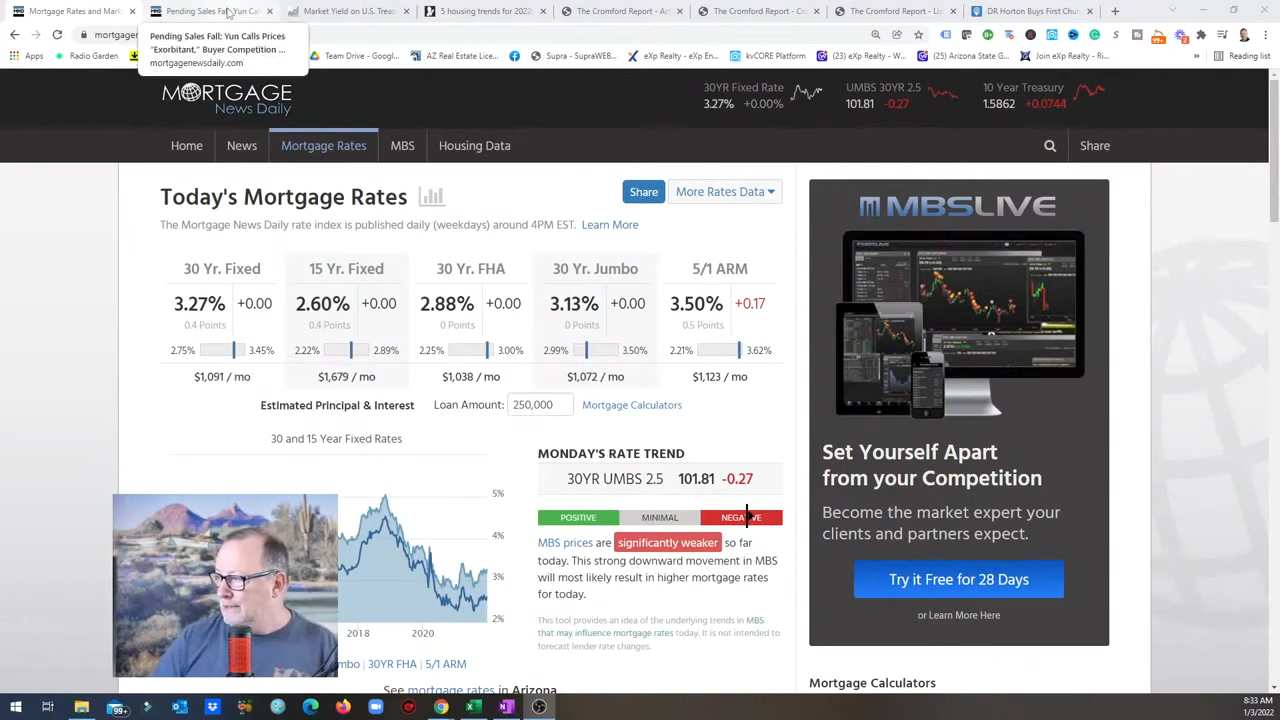 Mortgage Rates and Mark
Pending Sales Fall; Yun Cal
Market Yield on U.S. Treas
5 housing trends for 2022:
The Cromford Report - Act
The Cromford Report - Cro
The Cromford Report - Cro
DR Horton Buys First Chun
mortgagen
Pending Sales Fall; Yun Calls Prices
"Exorbitant," Buyer Competition ...
mortgagenewsdaily.com
Apps
Radio Garden
Team Drive - Googl...
AZ Real Estate Lice...
Supra - SupraWEB...
eXp Realty - eXp E...
kvCORE Platform
(23) eXp Realty - W...
(11) Arizona State G...
Join eXp Realty - Ri...
»
Reading list
MORTGAGE
News Daily
30YR Fixed Rate
3.27% +0.00%
UMBS 30YR 2.5
101.81 -0.27
10 Year Treasury
1.5862 +0.0744
Home News Mortgage Rates MBS Housing Data Share
Today's Mortgage Rates
Share
More Rates Data
The Mortgage News Daily rate index is published daily (weekdays) around 4PM EST. Learn More
30 Yr. Fixed 15 Yr. Fixed 30 Yr. FHA 30 Yr. Jumbo 5/1 ARM
3.27% +0.00 2.60% +0.00 2.88% +0.00 3.13% +0.00 3.50% +0.17
0.4 Points 0.4 Points 0 Points 0 Points 0.5 Points
2.75% 3.45% 2.22% 2.89% 2.25% 3.00% 2.99% 3.50% 2.21% 3.62%
$1,091 / mo $1,679 / mo $1,038 / mo $1,072 / mo $1,123 / mo
Estimated Principal & Interest Loan Amount: 250,000 Mortgage Calculators
30 and 15 Year Fixed Rates
5%
4%
3%
2%
2018 2020
mbo | 30YR FHA | 5/1 ARM
See mortgage rates in Arizona
MONDAY'S RATE TREND
30YR UMBS 2.5 101.81 -0.27
POSITIVE MINIMAL NEGATIVE
MBS prices are significantly weaker so far
today. This strong downward movement in MBS
will most likely result in higher mortgage rates
for today.
This tool provides an idea of the underlying trends in MBS
that may influence mortgage rates today. It is not intended to
forecast lender rate changes.
MBSLIVE
Set Yourself Apart
from your Competition
Become the market expert your
clients and partners expect.
Try it Free for 28 Days
or Learn More Here
Mortgage Calculators
99+
8:33 AM
1/3/2022